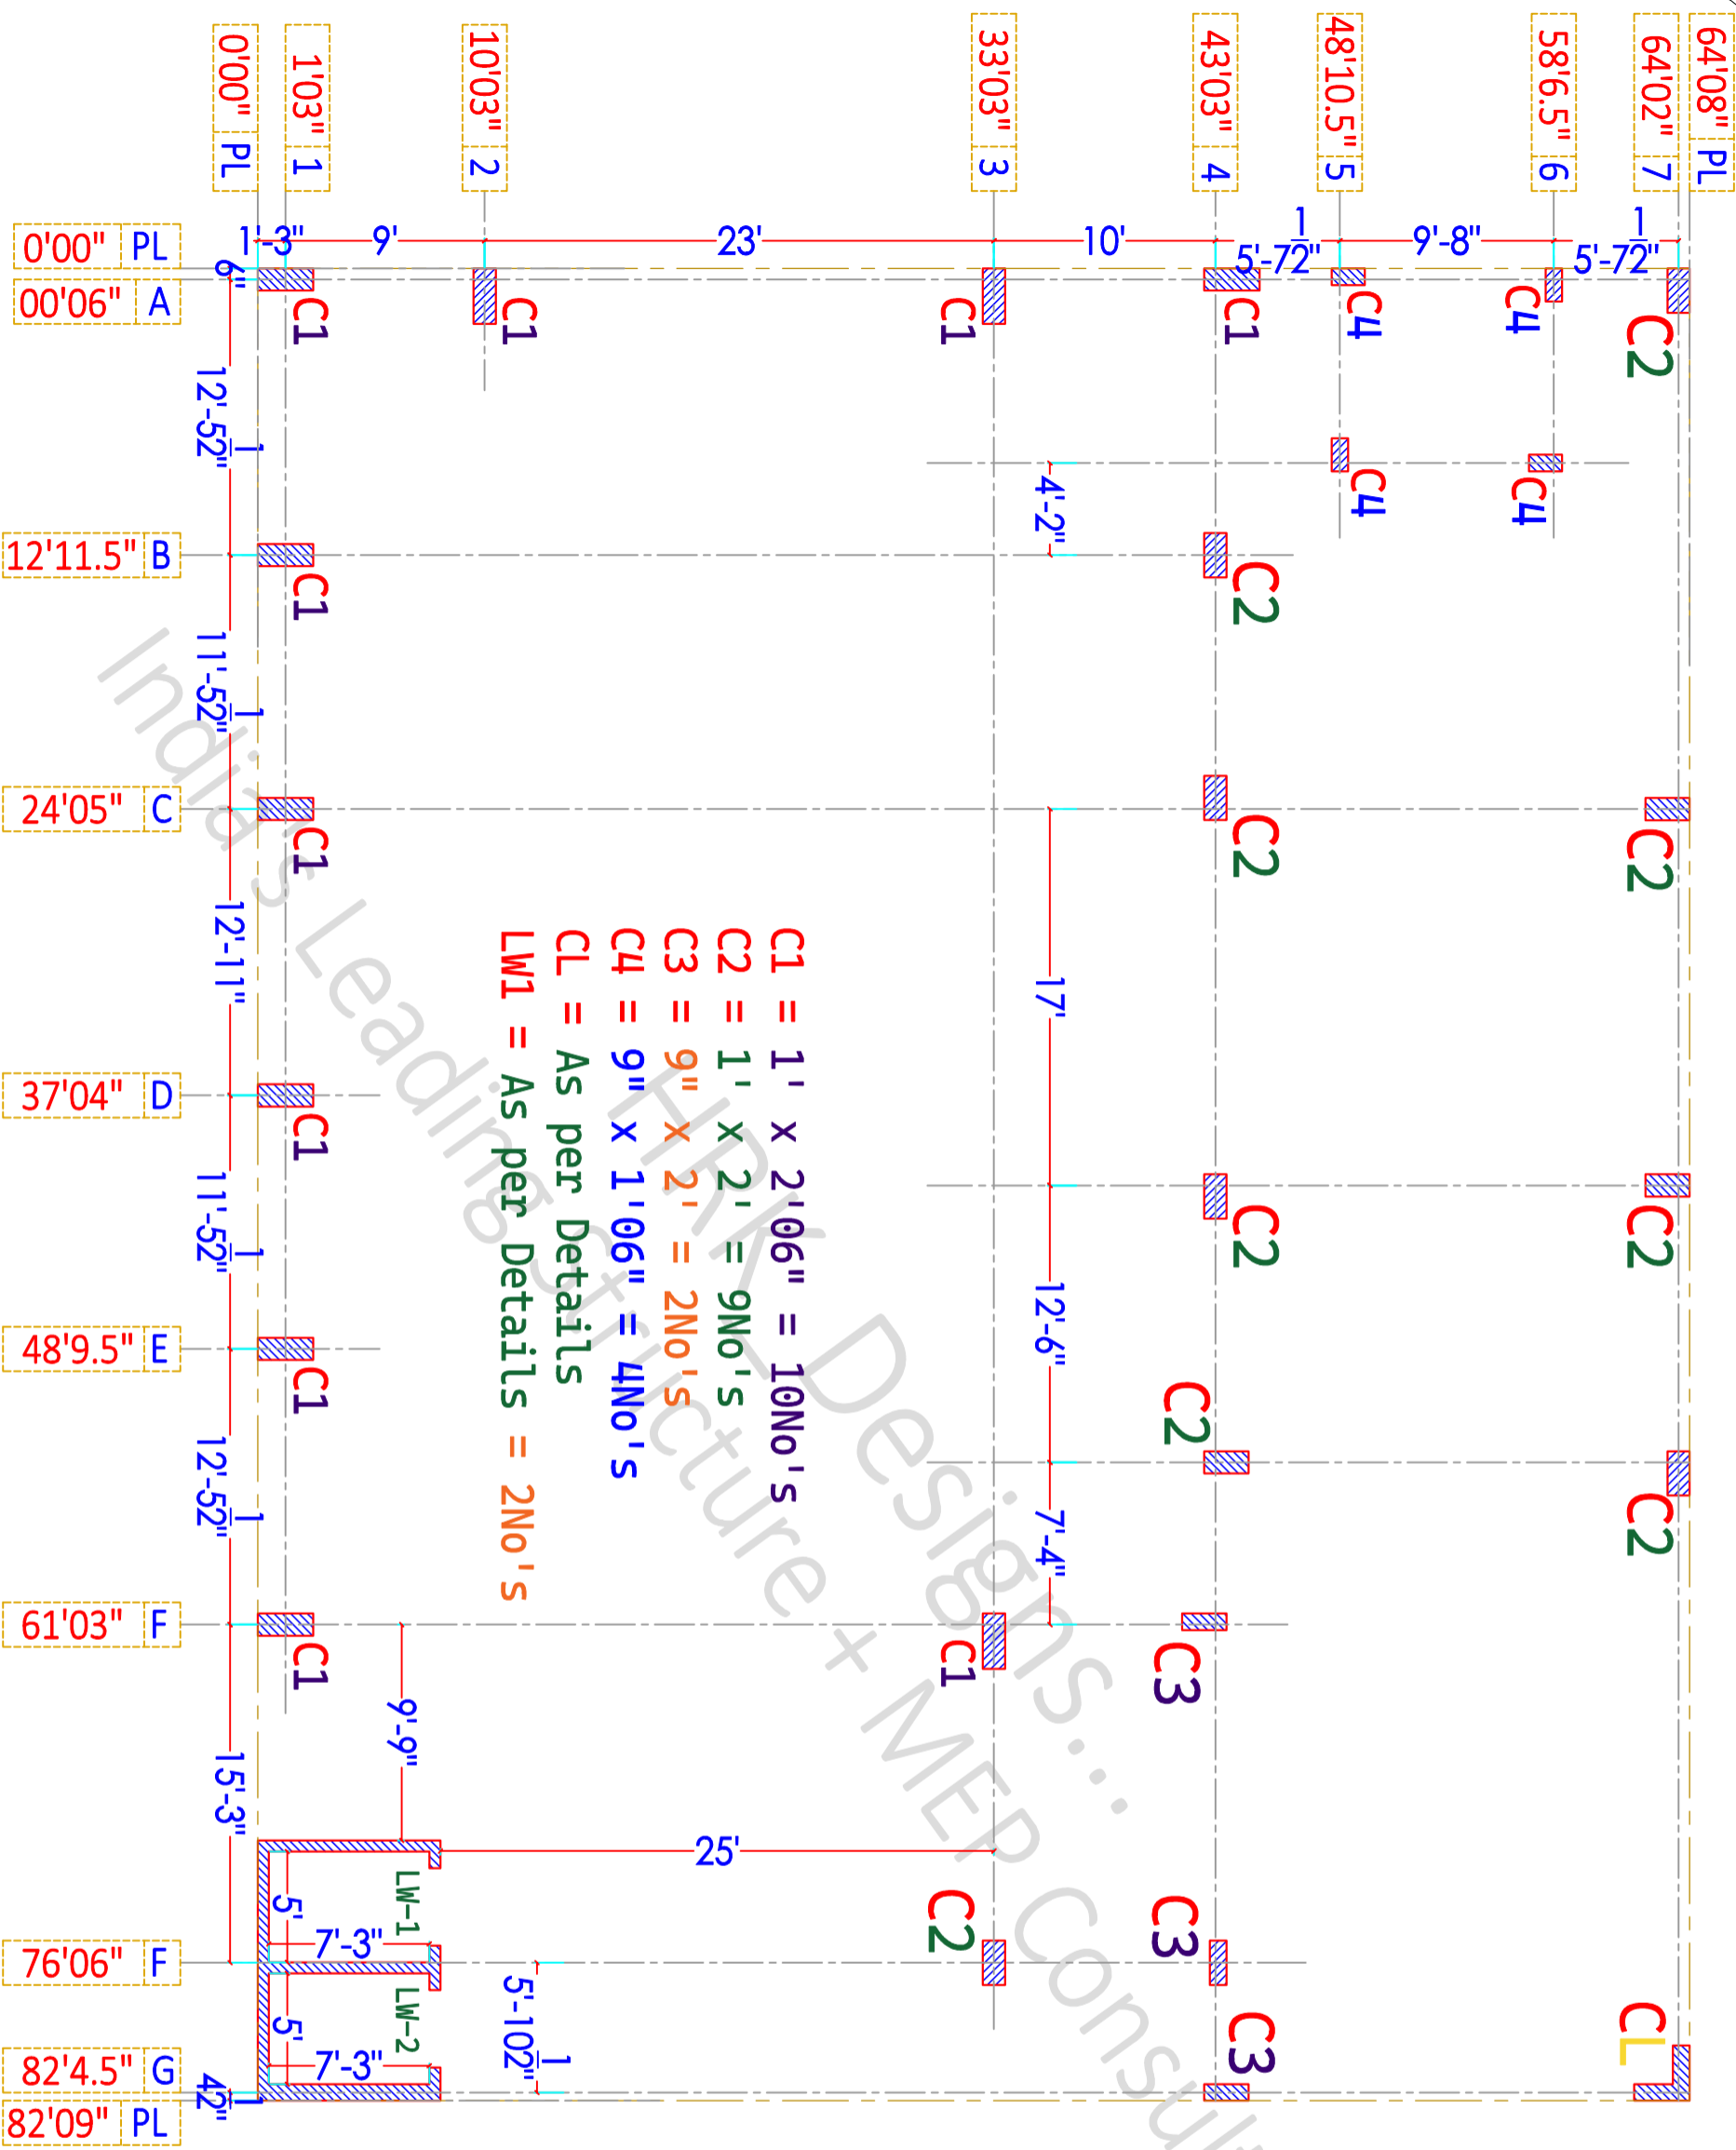 64'08" PL
64'02" 7
58'6.5" 6
48'10.5" 5
43'03" 4
33'03" 3
10'03" 2
1'03" 1
0'00" PL
0'00" PL
00'06" A
12'11.5" B
24'05" C
37'04" D
48'9.5" E
61'03" F
76'06" F
82'4.5" G
82'09" PL
1'-3"
9'
23'
10'
5'-7 1/2"
9'-8"
5'-7 1/2"
6"
12'-5 1/2"
11'-5 1/2"
12'-11"
11'-5 1/2"
12'-5 1/2"
15'-3"
4 1/2"
C2
C4
C4
C1
C1
C1
C1
C4
C4
4'-2"
C2
C1
C2
C2
C1
17'
C1
C2
C2
12'-6"
C1
C2
C2
7'-4"
C3
C1
C1
9'-9"
25'
C3
C2
5'
7'-3"
LW-1
5'
7'-3"
LW-2
5'-10 1/2"
C3
CL
C1 = 1' x 2'06" = 10No's
C2 = 1' x 2' = 9No's
C3 = 9" x 2' = 2No's
C4 = 9" x 1'06" = 4No's
CL = As per Details
LW1 = As per Details = 2No's
HRK Designs...
India's Leading Structure + MEP